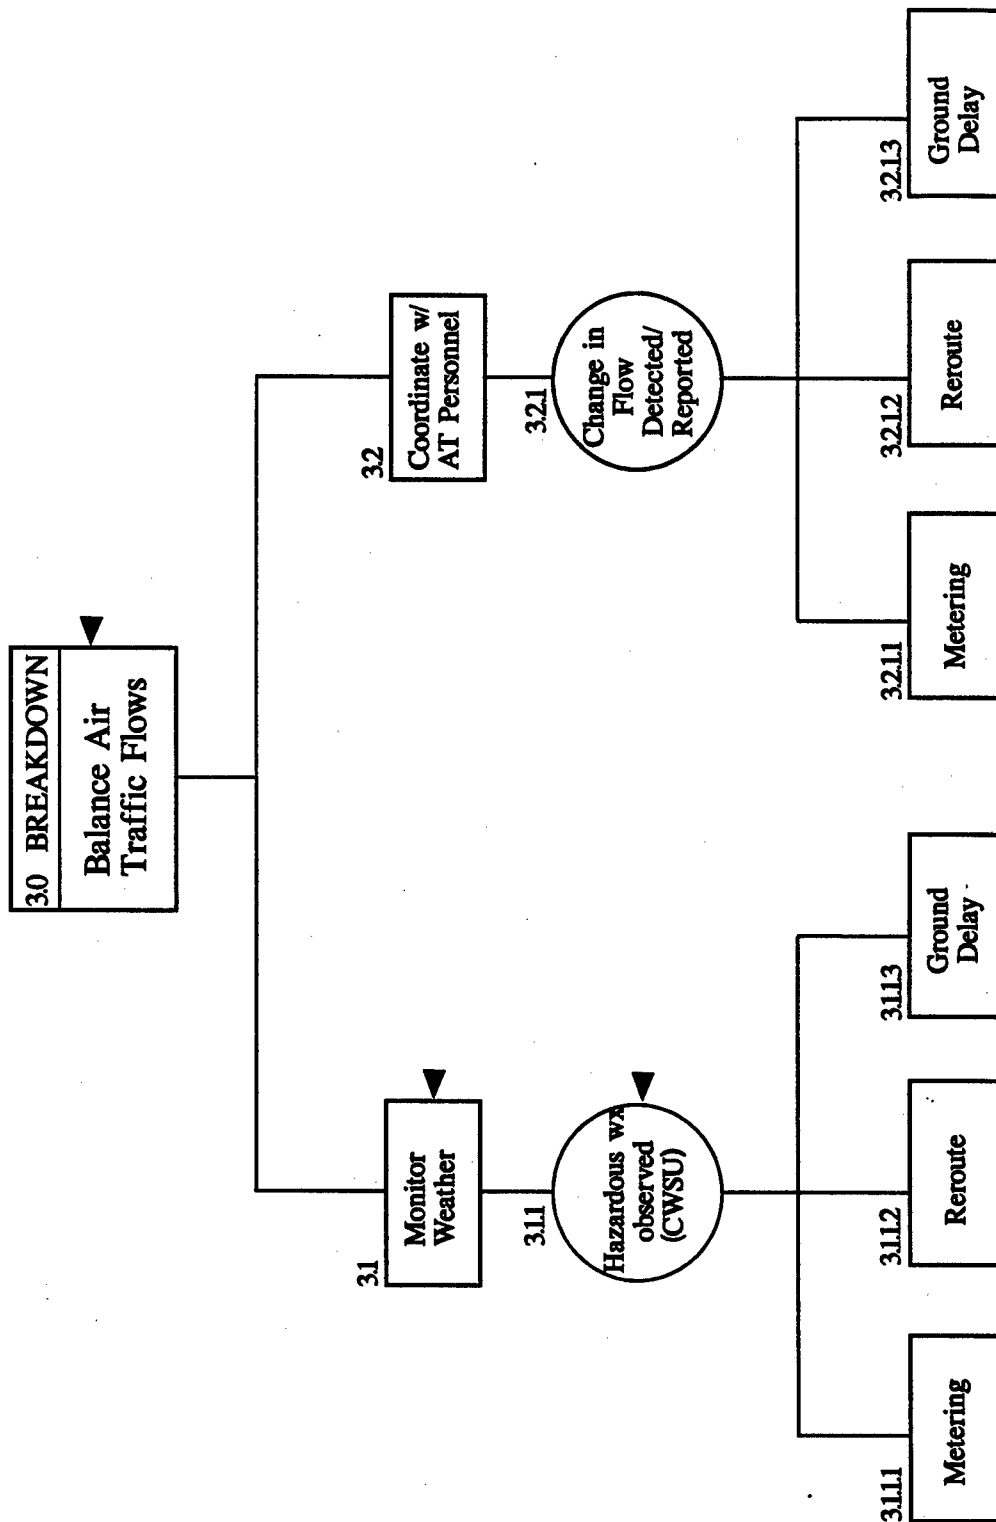 3.0 BREAKDOWN
Balance Air
Traffic Flows
3.1
Monitor
Weather
3.2
Coordinate w/
AT Personnel
3.1.1
Hazardous wx
observed
(CWSU)
3.2.1
Change in
Flow
Detected/
Reported
3.1.1.1
Metering
3.1.1.2
Reroute
3.1.1.3
Ground
Delay
3.2.1.1
Metering
3.2.1.2
Reroute
3.2.1.3
Ground
Delay